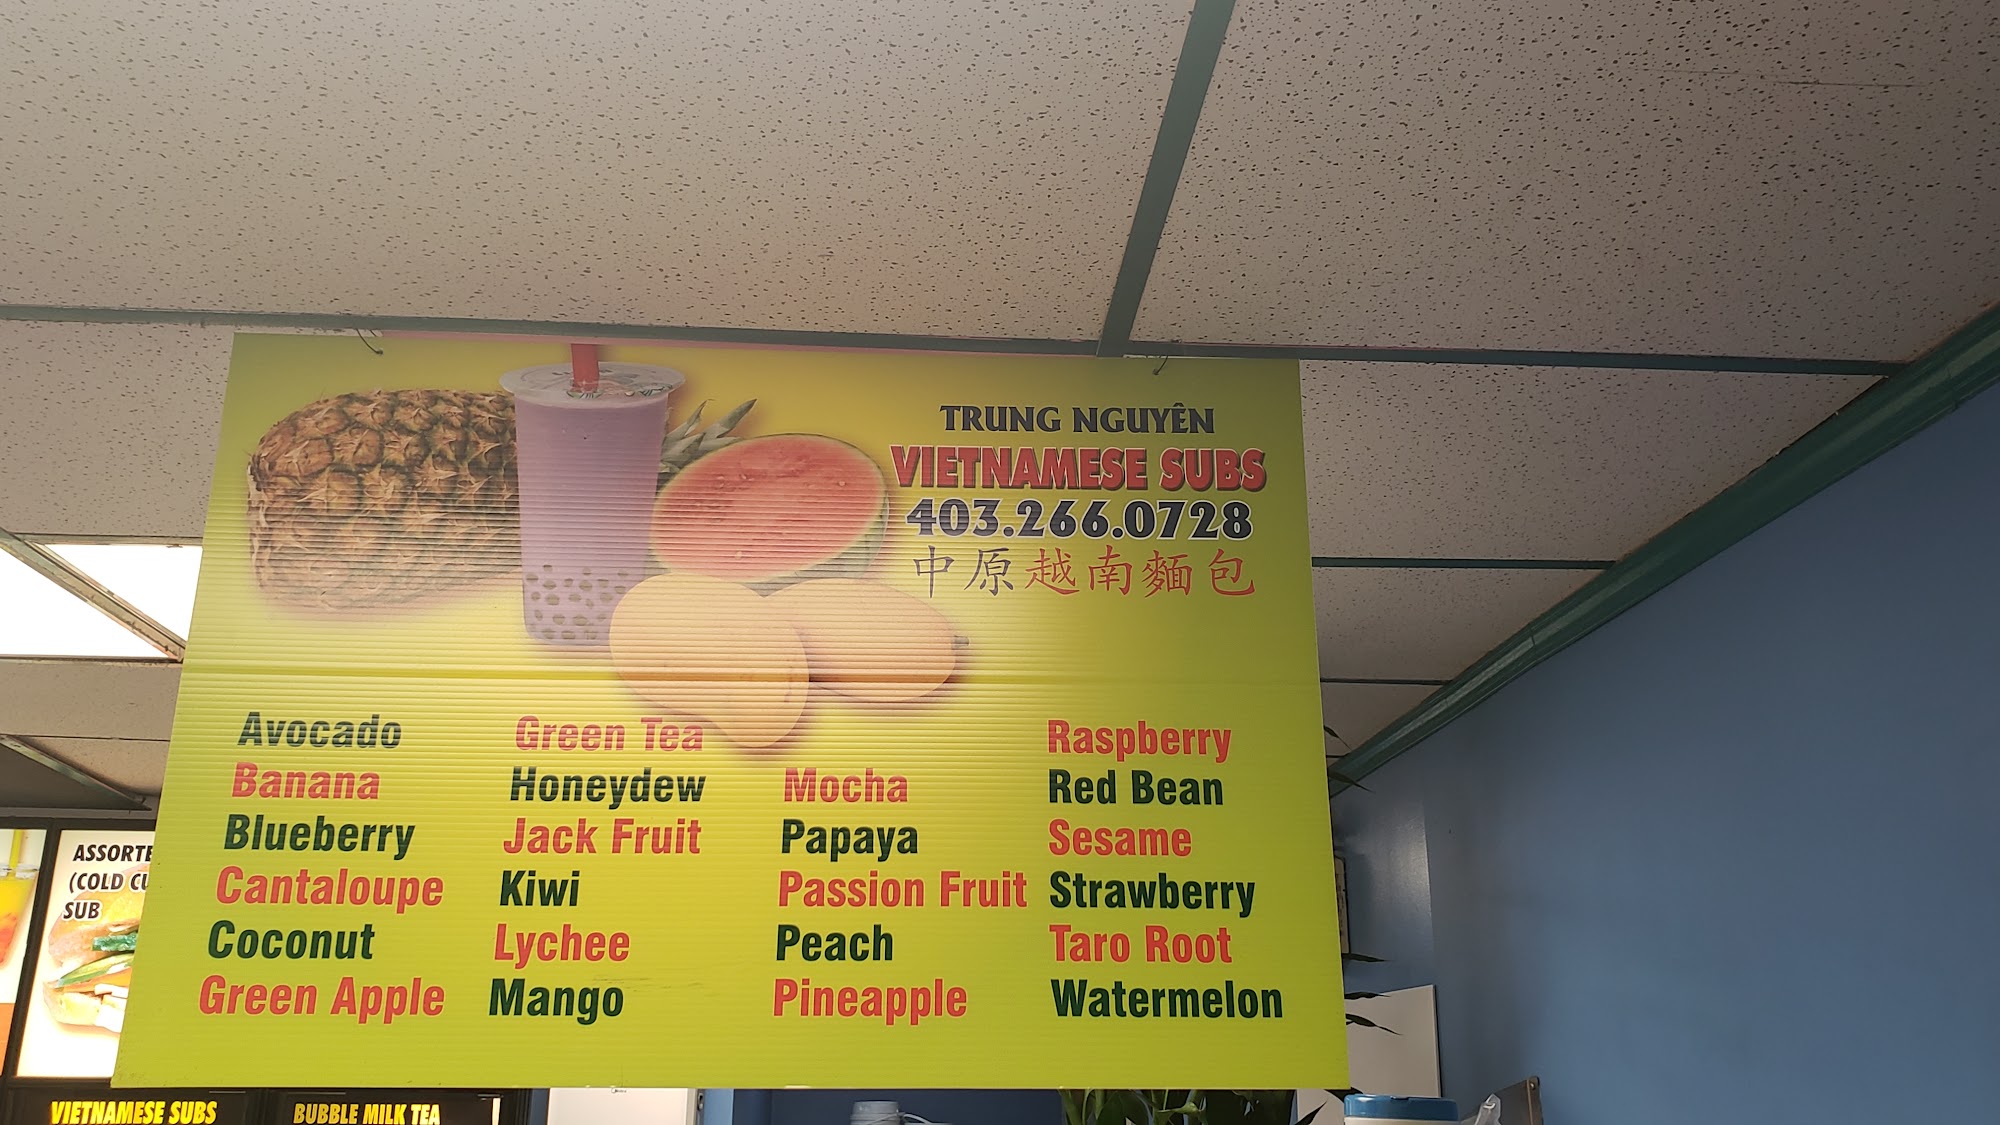 TRUNG NGUYÊN
VIETNAMESE SUBS
403.266.0728
中原越南麵包
Avocado
Banana
Blueberry
Cantaloupe
Coconut
Green Apple
Green Tea
Honeydew
Jack Fruit
Kiwi
Lychee
Mango
Mocha
Papaya
Passion Fruit
Peach
Pineapple
Raspberry
Red Bean
Sesame
Strawberry
Taro Root
Watermelon
SUB
VIETNAMESE SUBS
BUBBLE MILK TEA